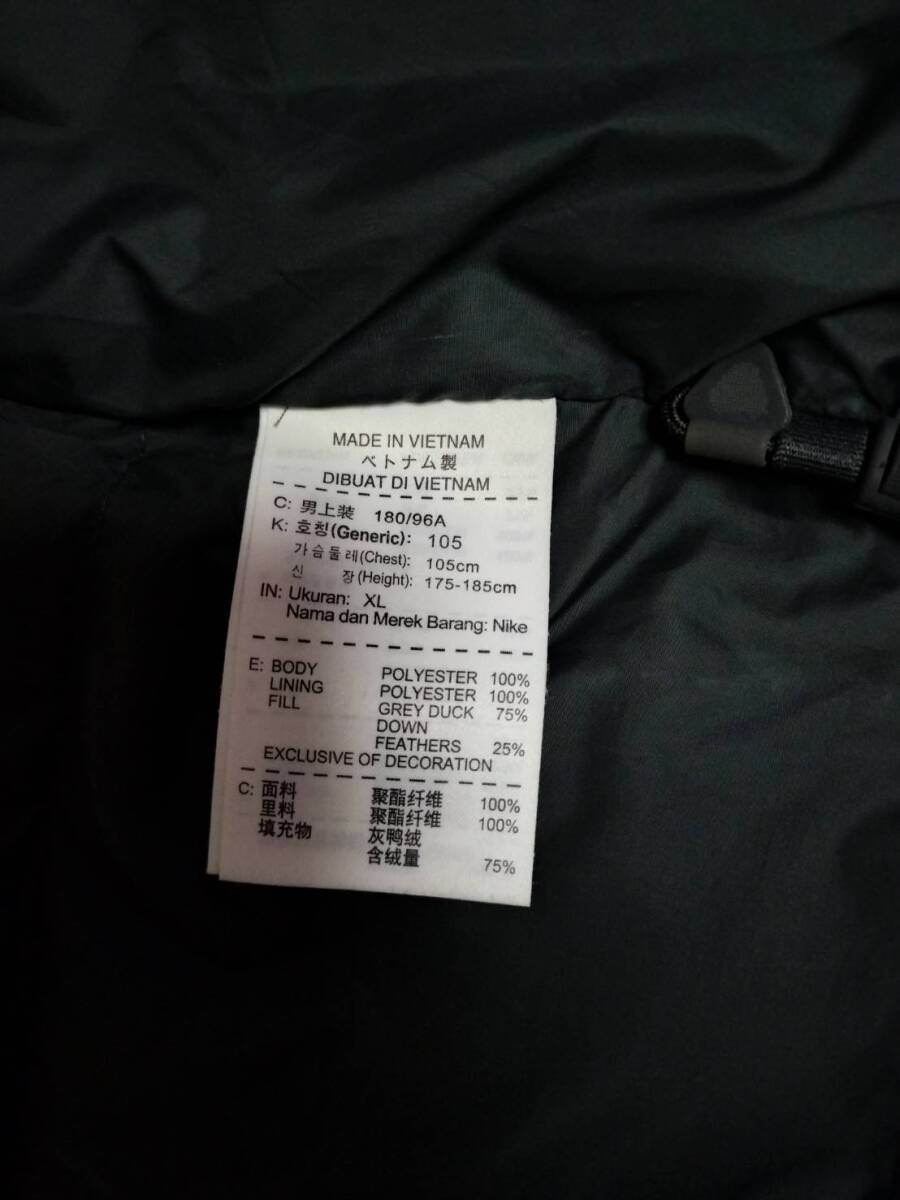 MADE IN VIETNAM
ベトナム製
DIBUAT DI VIETNAM
C: 男上装 180/96A
K: 호칭(Generic): 105
가슴둘레(Chest): 105cm
신 장(Height): 175-185cm
IN: Ukuran: XL
Nama dan Merek Barang: Nike
E: BODY POLYESTER 100%
LINING POLYESTER 100%
FILL GREY DUCK 75%
DOWN
FEATHERS 25%
EXCLUSIVE OF DECORATION
C: 面料 聚酯纤维 100%
里料 聚酯纤维 100%
填充物 灰鸭绒
含绒量 75%